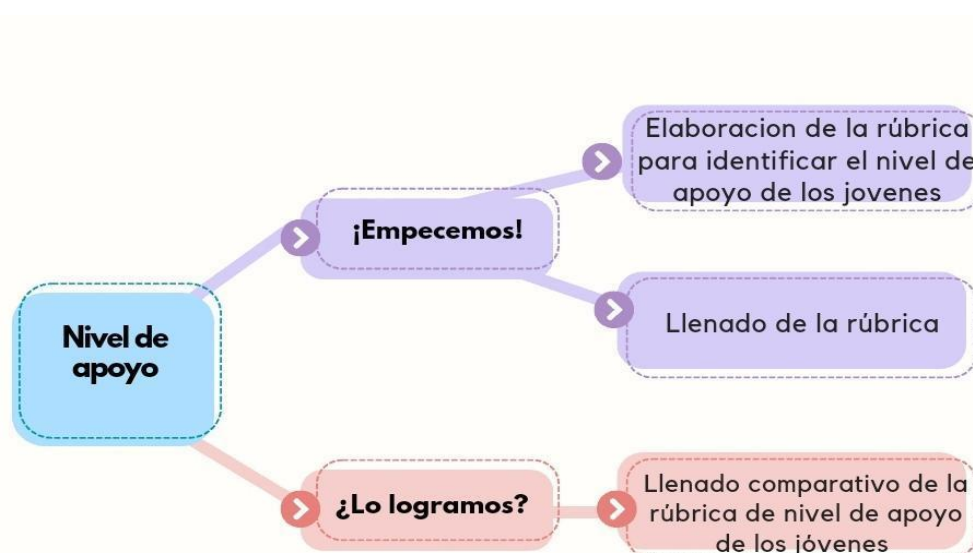 Elaboracion de la rúbrica
para identificar el nivel de
apoyo de los jovenes
¡Empecemos!
Llenado de la rúbrica
Nivel de
apoyo
¿Lo logramos?
Llenado comparativo de la
rúbrica de nivel de apoyo
de los jóvenes